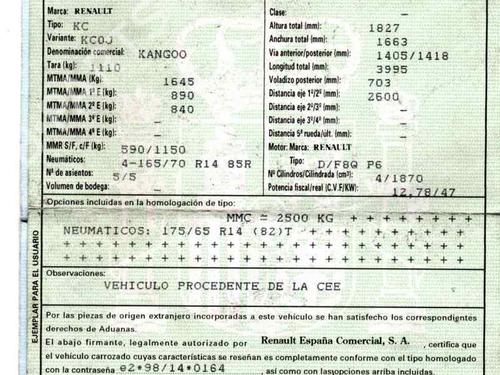 Marca: RENAULT
Tipo: KC
Variante: KC0J
Denominación comercial: KANGOO
Tara (kg): 1110
MTMA/MMA (Kg): 1645
MTMA/MMA 1º E (kg): 890
MTMA/MMA 2º E (kg): 840
MTMA/MMA 3º E (kg): –
MTMA/MMA 4º E (kg): –
MMR S/F, c/F (kg): 590/1150
Neumáticos: 4-165/70 R14 85R
Nº de asientos: 5/5
Volumen de bodega: –
Clase: –
Altura total (mm): 1827
Anchura total (mm): 1663
Vía anterior/posterior (mm): 1405/1418
Longitud total (mm): 3995
Voladizo posterior (mm): 703
Distancia eje 1º/2º (mm): 2600
Distancia eje 2º/3º (mm): –
Distancia eje 3º/4º (mm): –
Distancia 5ª rueda/ult. (mm): –
Motor: Marca: RENAULT
Tipo: D/F8Q P6
Nº Cilindros/Cilindrada (cm³): 4/1870
Potencia fiscal/real (C.V.F/KW): 12,78/47
Opciones incluidas en la homologación de tipo:
MMC = 2500 KG + + + + + + +
NEUMATICOS: 175/65 R14 (82)T + + + + + + + + +
+ + + + + + + + + + + + + + + + + + + + + +
+ + + + + + + + + + + + + + + + + + + + + +
Observaciones:
VEHICULO PROCEDENTE DE LA CEE
Por las piezas de origen extranjero incorporadas a este vehículo se han satisfecho los correspondientes
derechos de Aduanas.
El abajo firmante, legalmente autorizado por Renault España Comercial, S. A. , certifica que
el vehículo carrozado cuyas características se reseñan es completamente conforme con el tipo homologado
con la contraseña e2*98/14*0164 , así como con las opciones arriba incluidas.
EJEMPLAR PARA EL USUARIO